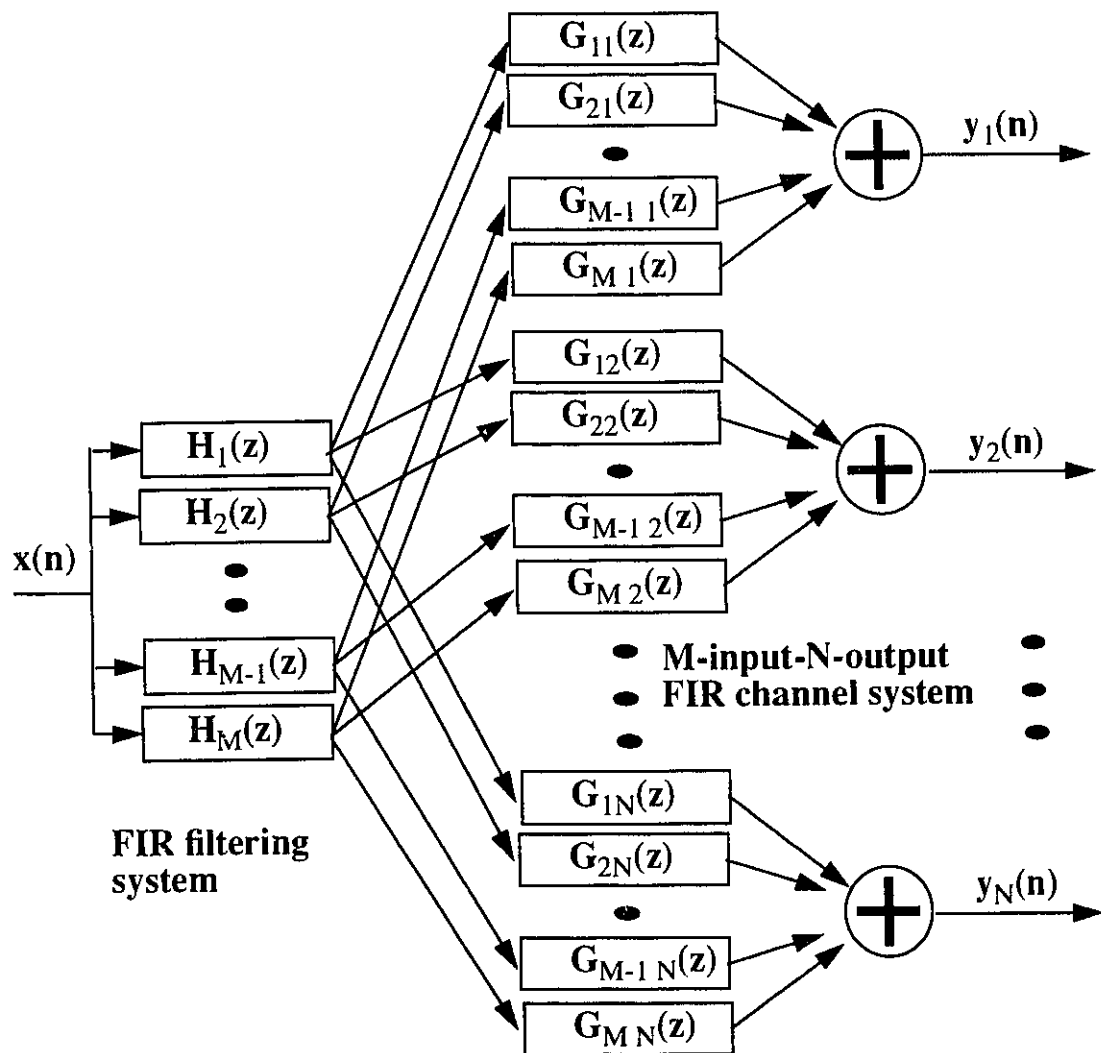 G11(z)
G21(z)
y1(n)
GM-1 1(z)
GM 1(z)
G12(z)
G22(z)
y2(n)
GM-1 2(z)
GM 2(z)
H1(z)
H2(z)
x(n)
HM-1(z)
HM(z)
FIR filtering
system
M-input-N-output
FIR channel system
G1N(z)
G2N(z)
yN(n)
GM-1 N(z)
GM N(z)